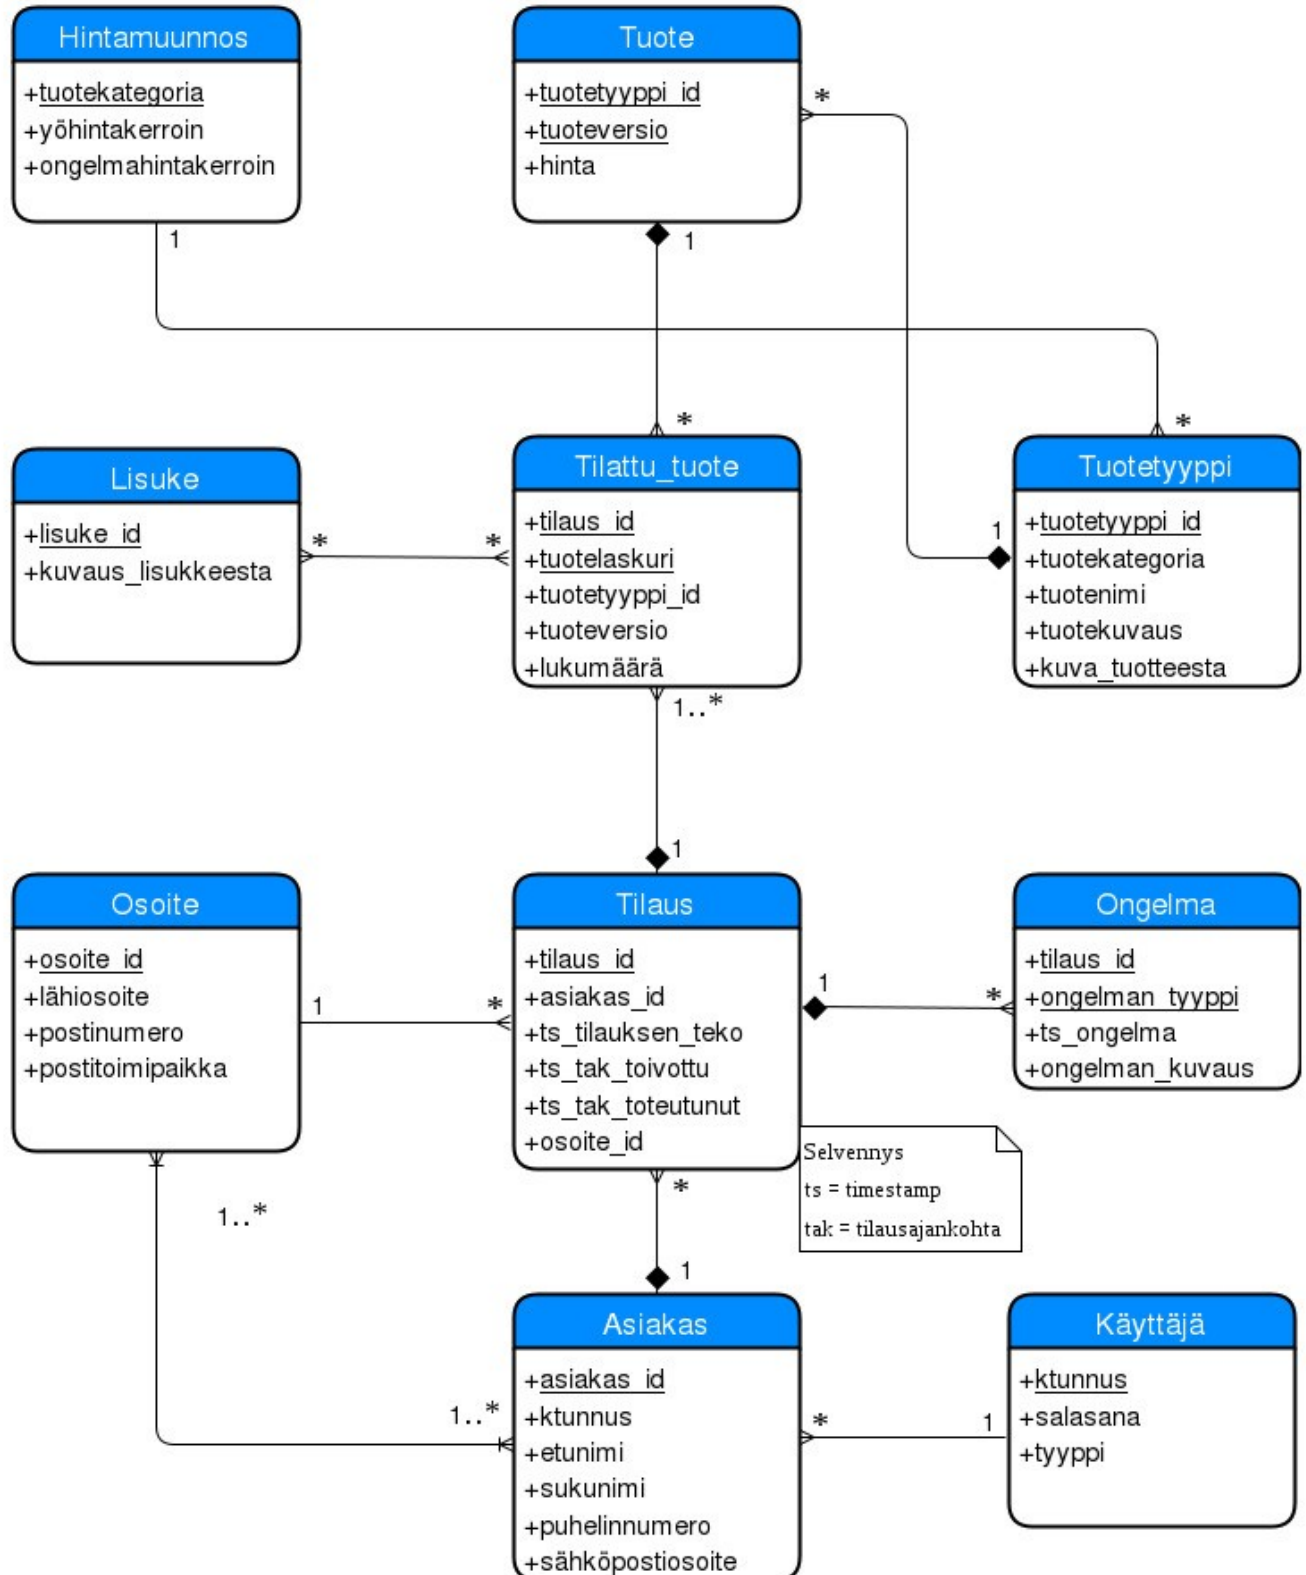 Hintamuunnos
+tuotekategoria
+yöhintakerroin
+ongelmahintakerroin
1
Tuote
+tuotetyyppi_id
+tuoteversio
+hinta
*
1
*
*
Lisuke
+lisuke_id
+kuvaus_lisukkeesta
*
*
Tilattu_tuote
+tilaus_id
+tuotelaskuri
+tuotetyyppi_id
+tuoteversio
+lukumäärä
1..*
1
Tuotetyyppi
+tuotetyyppi_id
+tuotekategoria
+tuotenimi
+tuotekuvaus
+kuva_tuotteesta
1
Osoite
+osoite_id
+lähiosoite
+postinumero
+postitoimipaikka
1
*
1..*
Tilaus
+tilaus_id
+asiakas_id
+ts_tilauksen_teko
+ts_tak_toivottu
+ts_tak_toteutunut
+osoite_id
*
1
*
Ongelma
+tilaus_id
+ongelman_tyyppi
+ts_ongelma
+ongelman_kuvaus
Selvennys
ts = timestamp
tak = tilausajankohta
1
1..*
Asiakas
+asiakas_id
+ktunnus
+etunimi
+sukunimi
+puhelinnumero
+sähköpostiosoite
*
1
Käyttäjä
+ktunnus
+salasana
+tyyppi